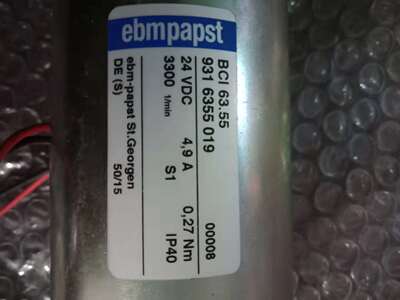 ebmpapst
BCI 63.55 00008
931 6355 019
24 VDC 4,9 A 0,27 Nm
3300 1/min S1 IP40
ebm-papst St.Georgen
DE (S) 50/15